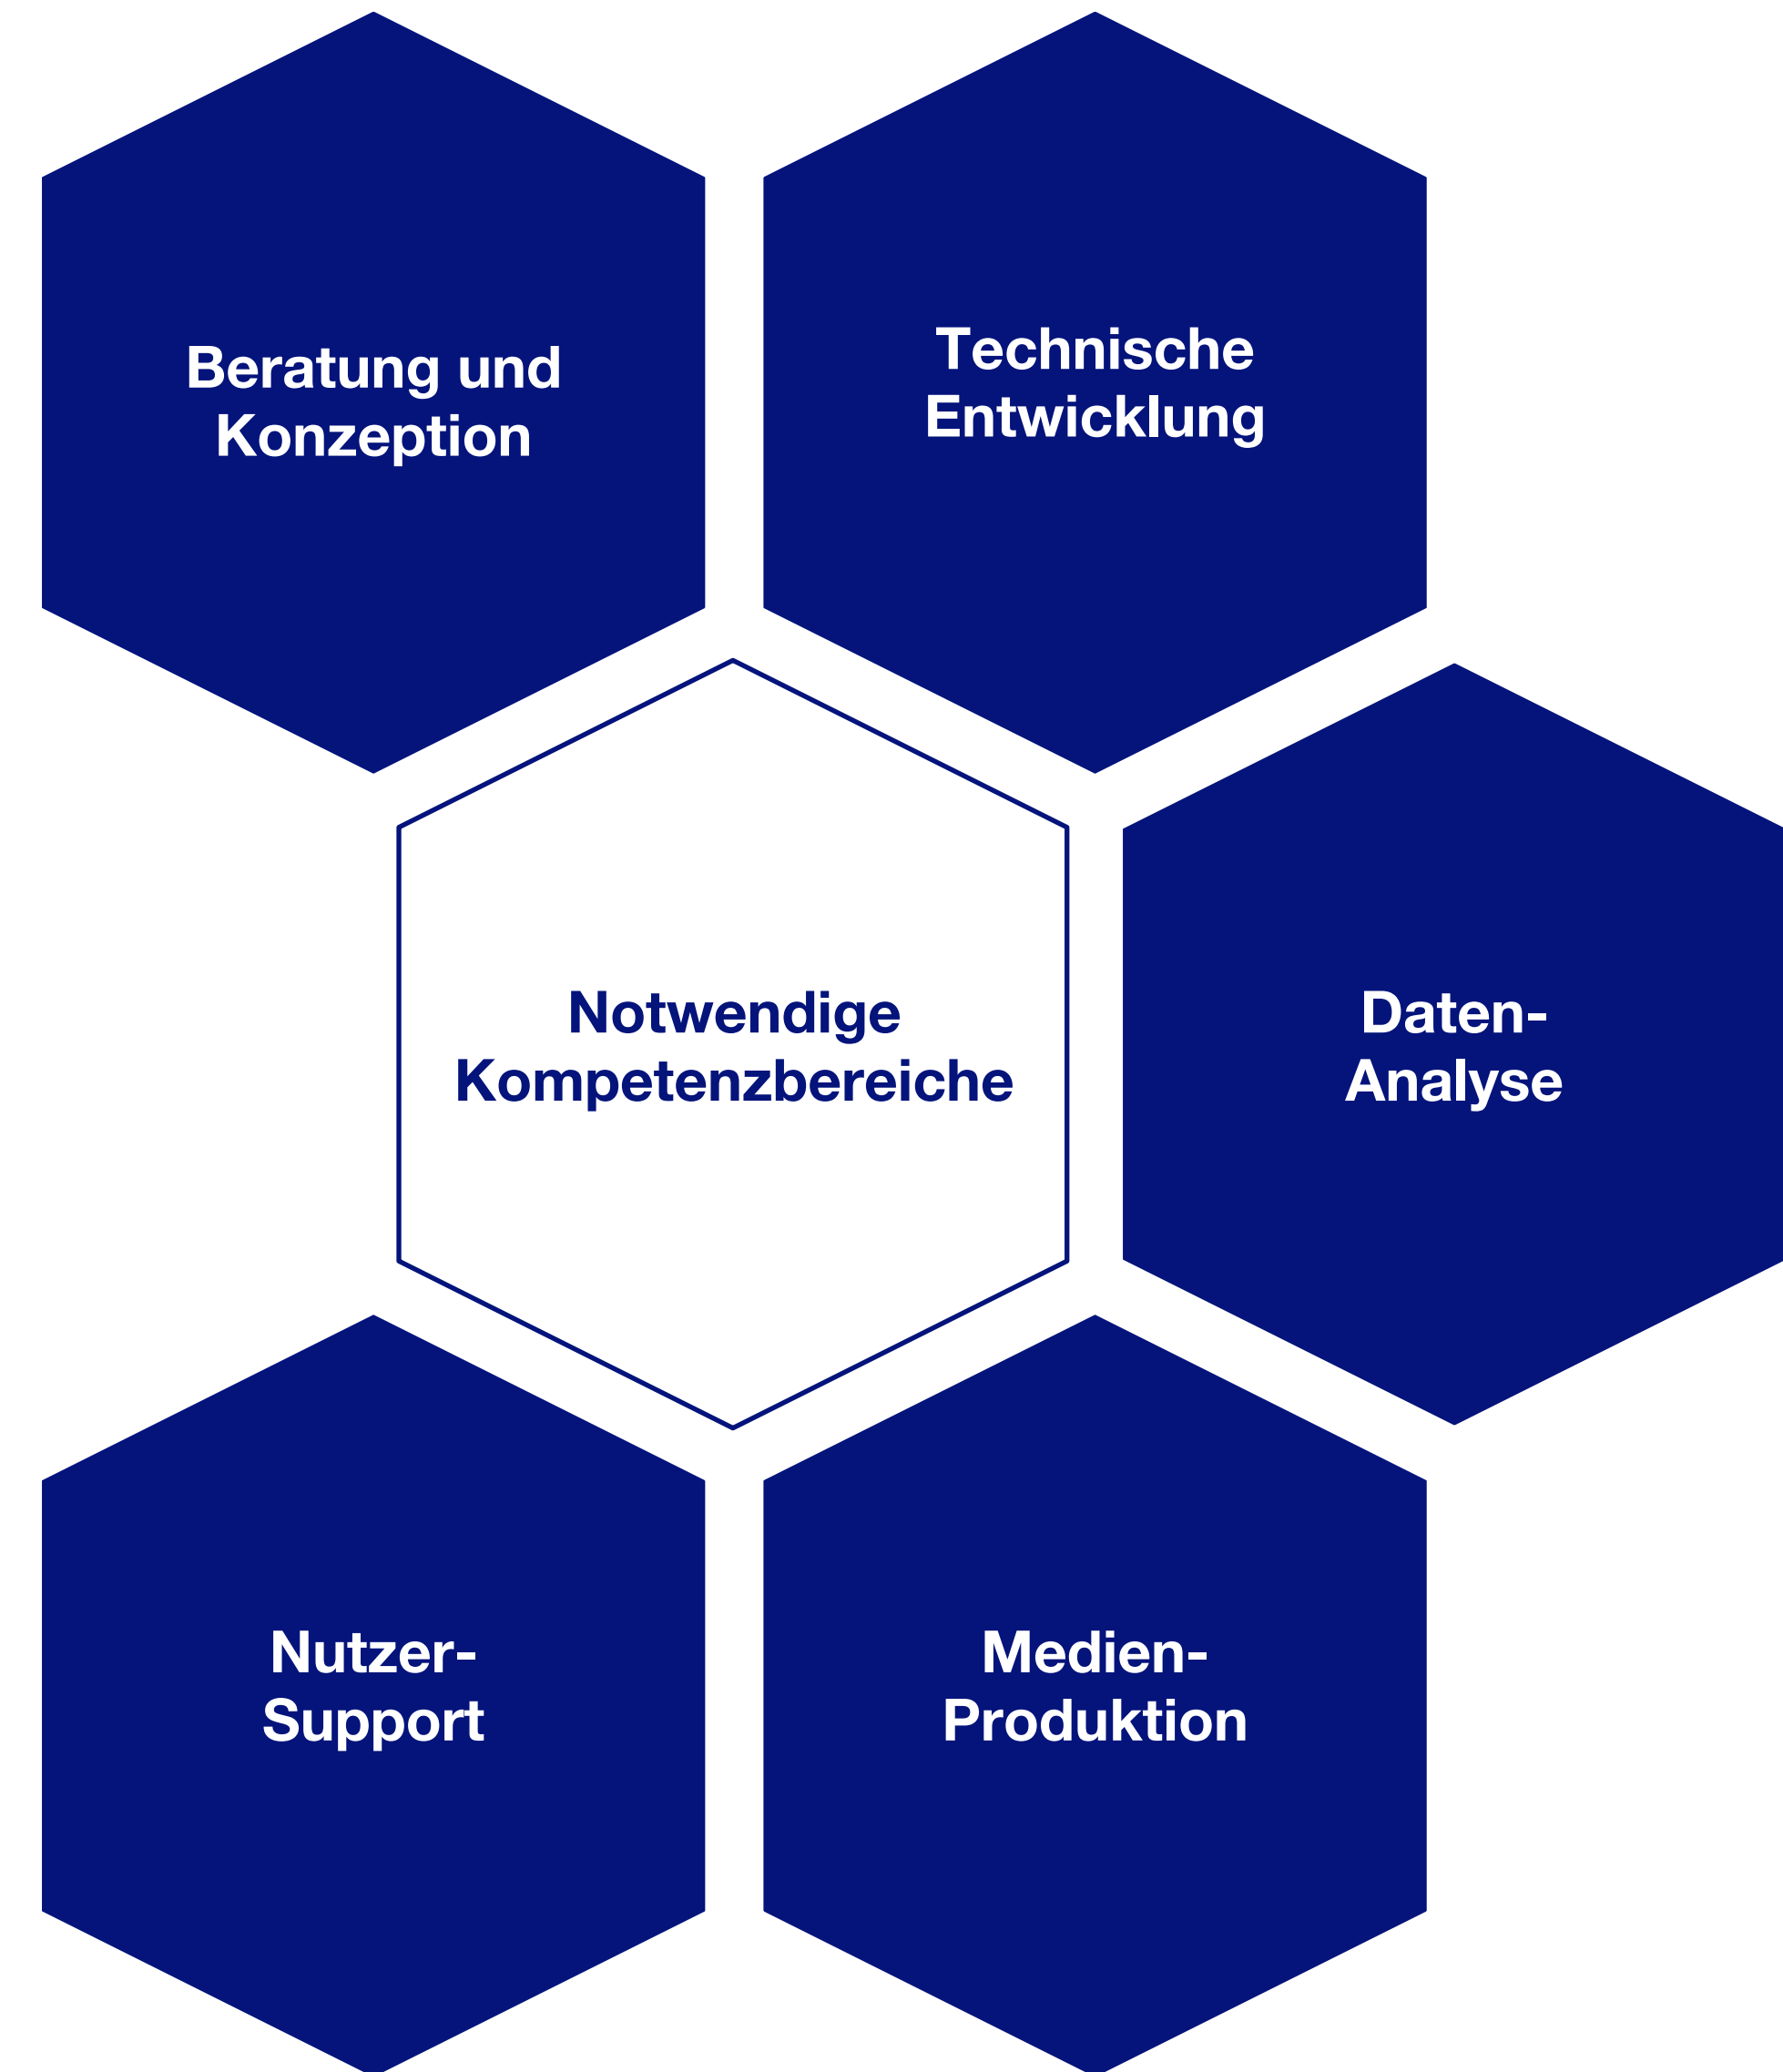 Beratung und
Konzeption
Technische
Entwicklung
Notwendige
Kompetenzbereiche
Daten-
Analyse
Nutzer-
Support
Medien-
Produktion